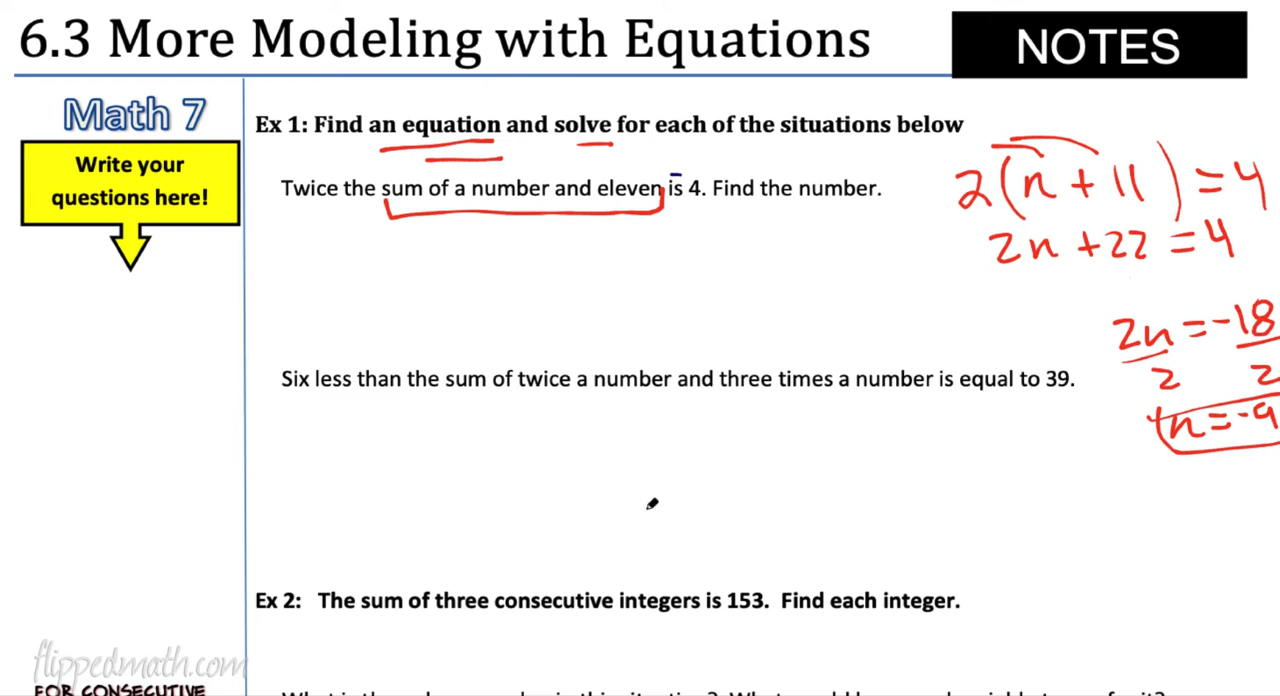 6.3 More Modeling with Equations
NOTES
Math 7
Write your
questions here!
Ex 1: Find an equation and solve for each of the situations below
Twice the sum of a number and eleven is 4. Find the number.
2(n + 11) = 4
2n + 22 = 4
2n = -18
2 2
n = -9
Six less than the sum of twice a number and three times a number is equal to 39.
Ex 2: The sum of three consecutive integers is 153. Find each integer.
flippedmath.com
FOR CONSECUTIVE